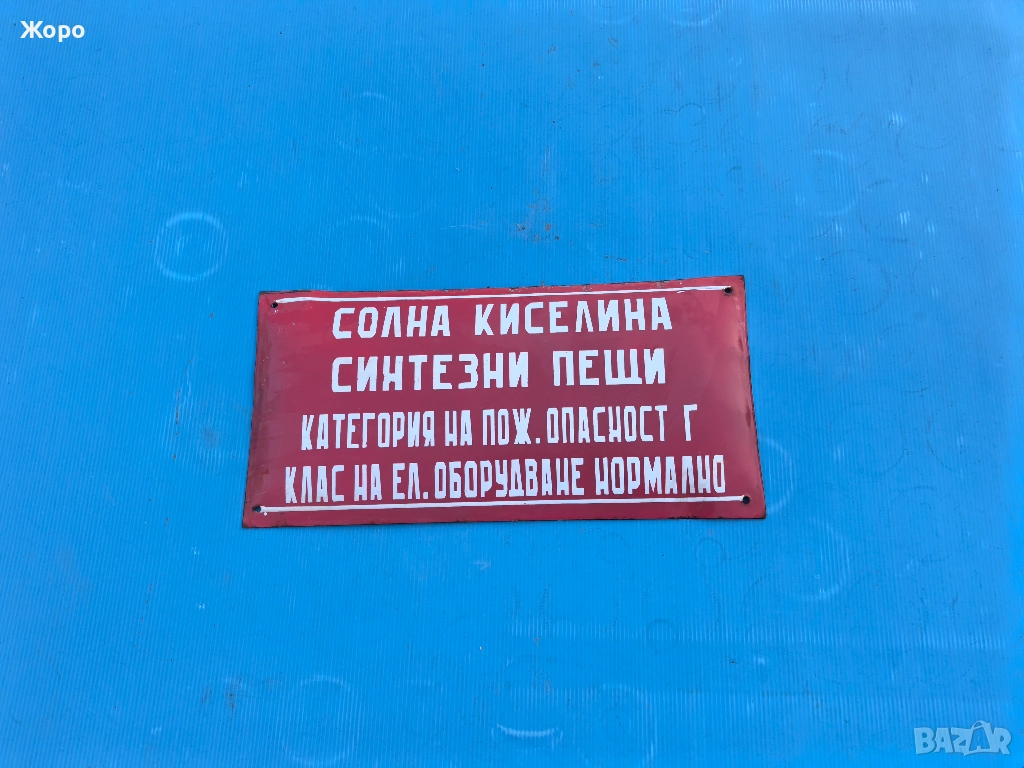 Жоро
СОЛНА КИСЕЛИНА
СИНТЕЗНИ ПЕЩИ
КАТЕГОРИЯ НА ПОЖ. ОПАСНОСТ Г
КЛАС НА ЕЛ. ОБОРУДВАНЕ НОРМАЛНО
BAZAR